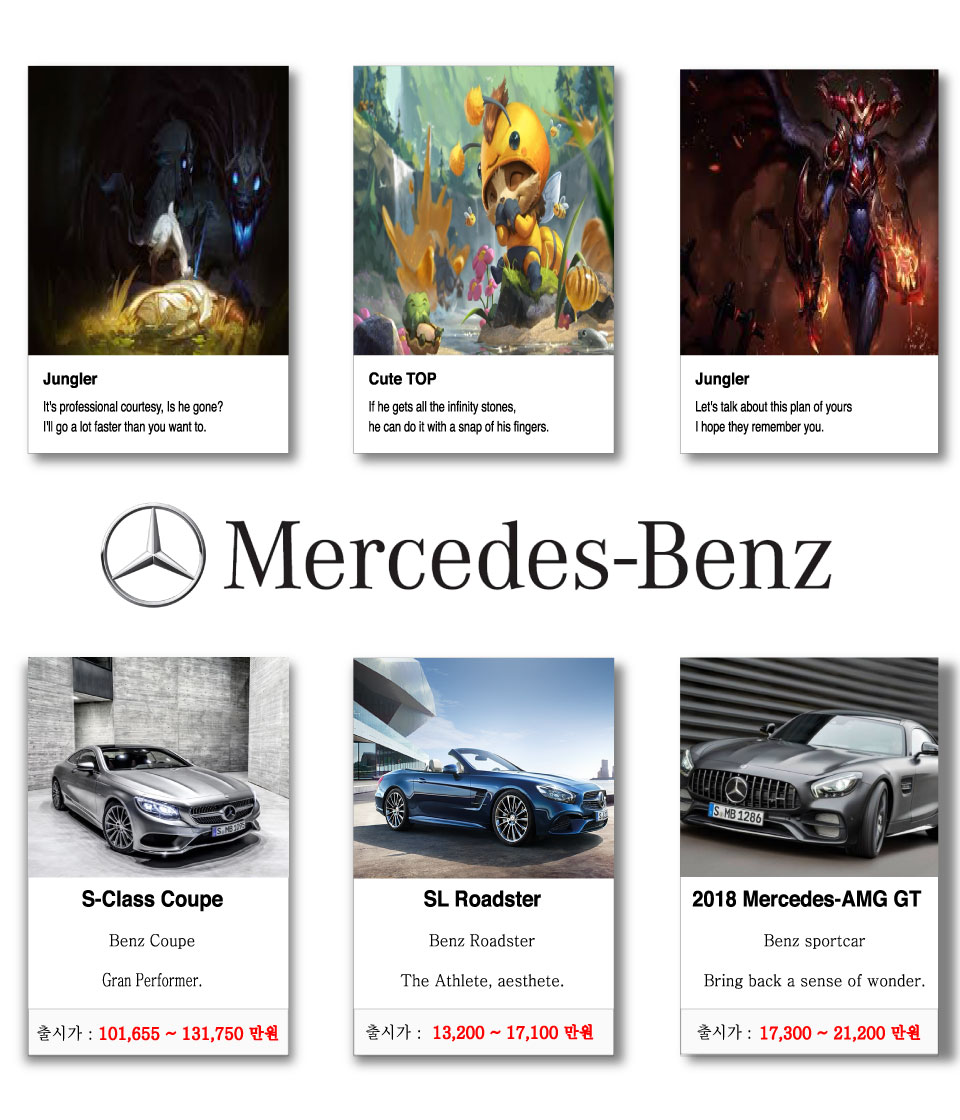 Jungler
It's professional courtesy, Is he gone?
I'll go a lot faster than you want to.
Cute TOP
If he gets all the infinity stones,
he can do it with a snap of his fingers.
Jungler
Let's talk about this plan of yours
I hope they remember you.
Mercedes-Benz
S MB 1286
S-Class Coupe
Benz Coupe
Gran Performer.
출시가 : 101,655 ~ 131,750 만원
SL Roadster
Benz Roadster
The Athlete, aesthete.
출시가 : 13,200 ~ 17,100 만원
2018 Mercedes-AMG GT
Benz sportcar
Bring back a sense of wonder.
출시가 : 17,300 ~ 21,200 만원